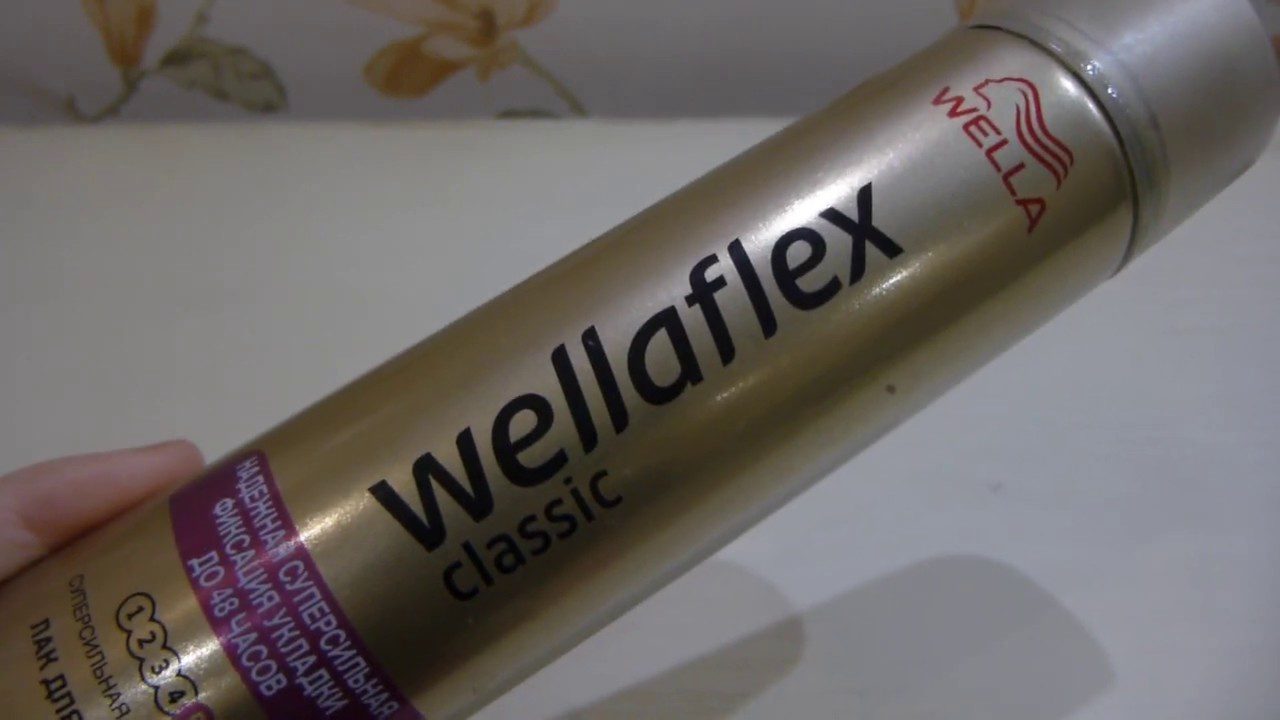 WELLA
wellaflex
classic
НАДЕЖНАЯ СУПЕРСИЛЬНАЯ
ФИКСАЦИЯ УКЛАДКИ
ДО 48 ЧАСОВ
1 2 3 4
СУПЕРСИЛЬНАЯ
ЛАК ДЛЯ